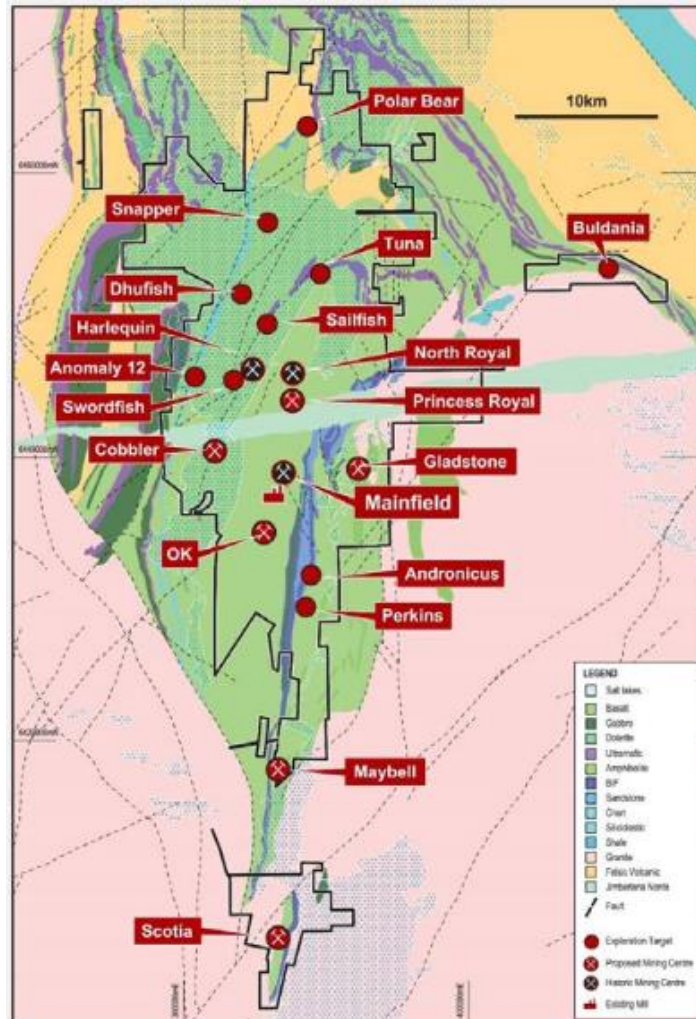 Polar Bear
10km
Snapper
Buldania
Tuna
Dhufish
Harlequin
Sailfish
Anomaly 12
North Royal
Swordfish
Princess Royal
Cobbler
Gladstone
Mainfield
OK
Andronicus
Perkins
Maybell
Scotia
LEGEND
Salt lakes
Basalt
Gabbro
Dolerite
Ultramafic
Amphibolite
BIF
Sandstone
Chert
Siliciclastic
Shale
Granite
Felsic Volcanic
Jimberlana Norite
Fault
Exploration Target
Proposed Mining Centre
Historic Mining Centre
Existing Mill